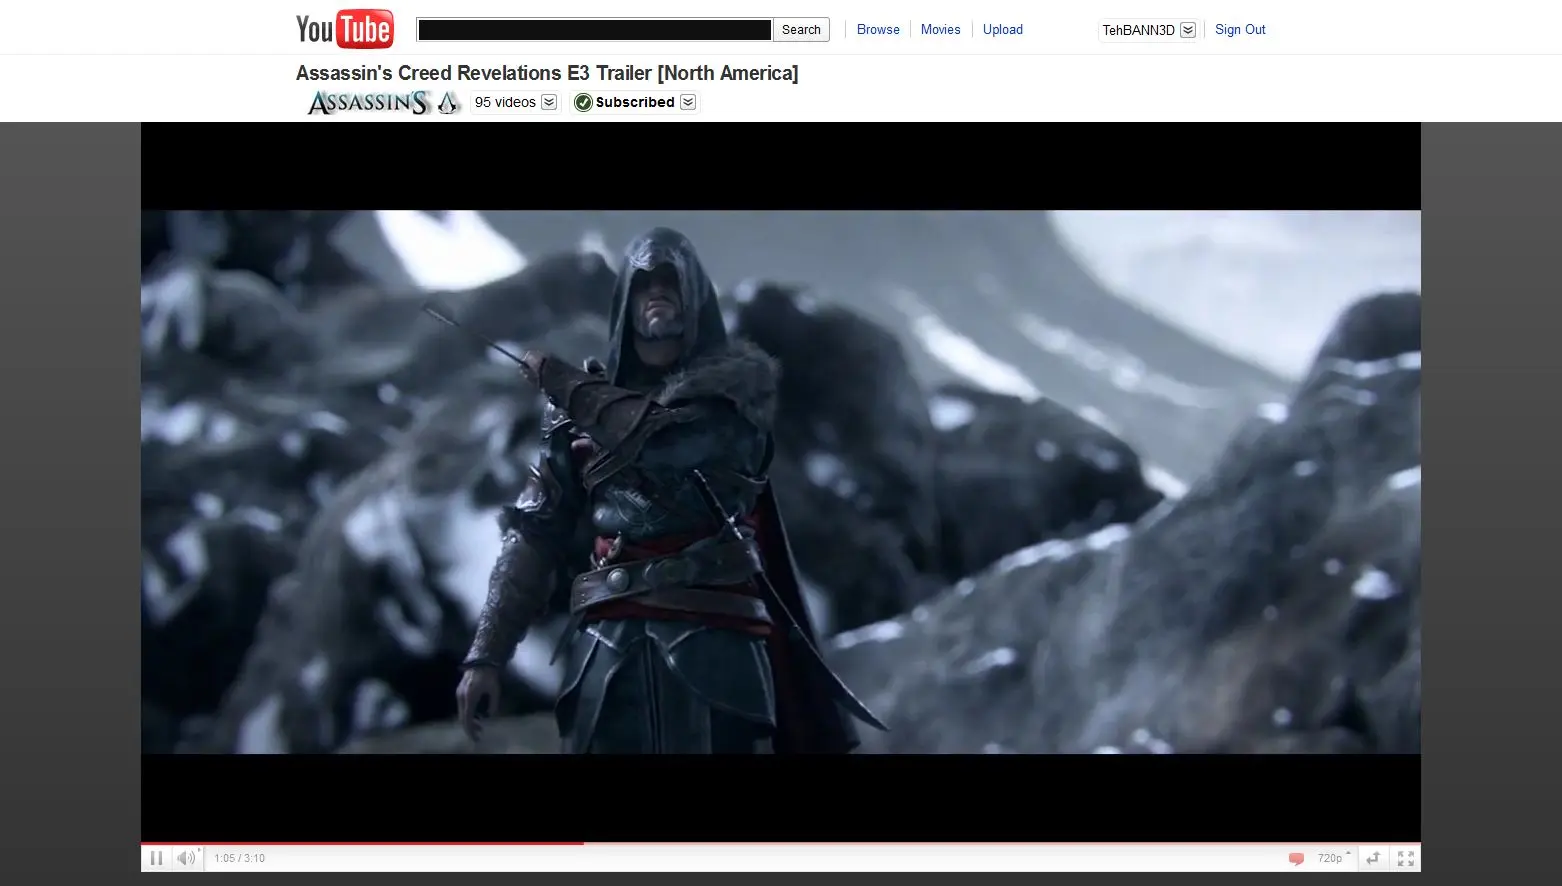 YouTube Search Browse Movies Upload TehBANN3D Sign Out
Assassin's Creed Revelations E3 Trailer [North America]
ASSASSIN'S 95 videos Subscribed
1:05 / 3:10 720p